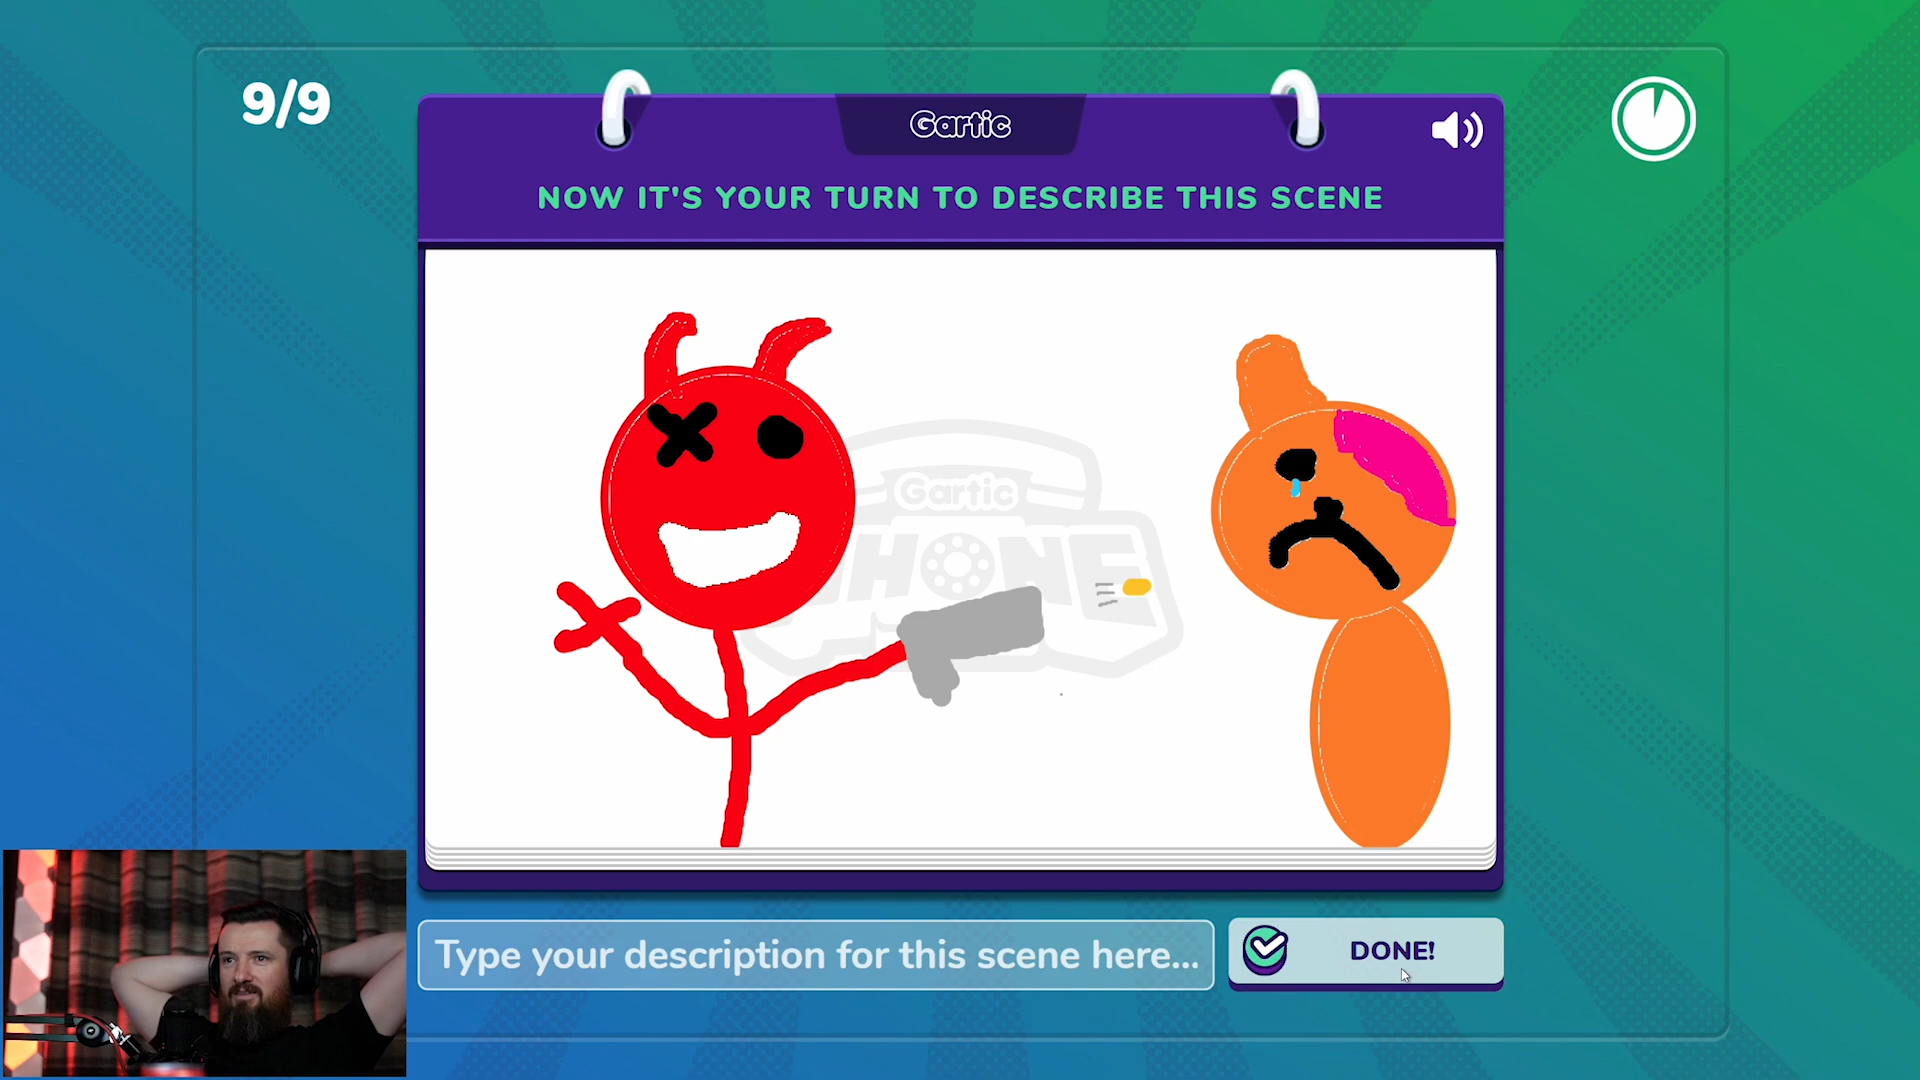 9/9
Gartic
NOW IT'S YOUR TURN TO DESCRIBE THIS SCENE
Gartic
PHONE
Type your description for this scene here...
DONE!